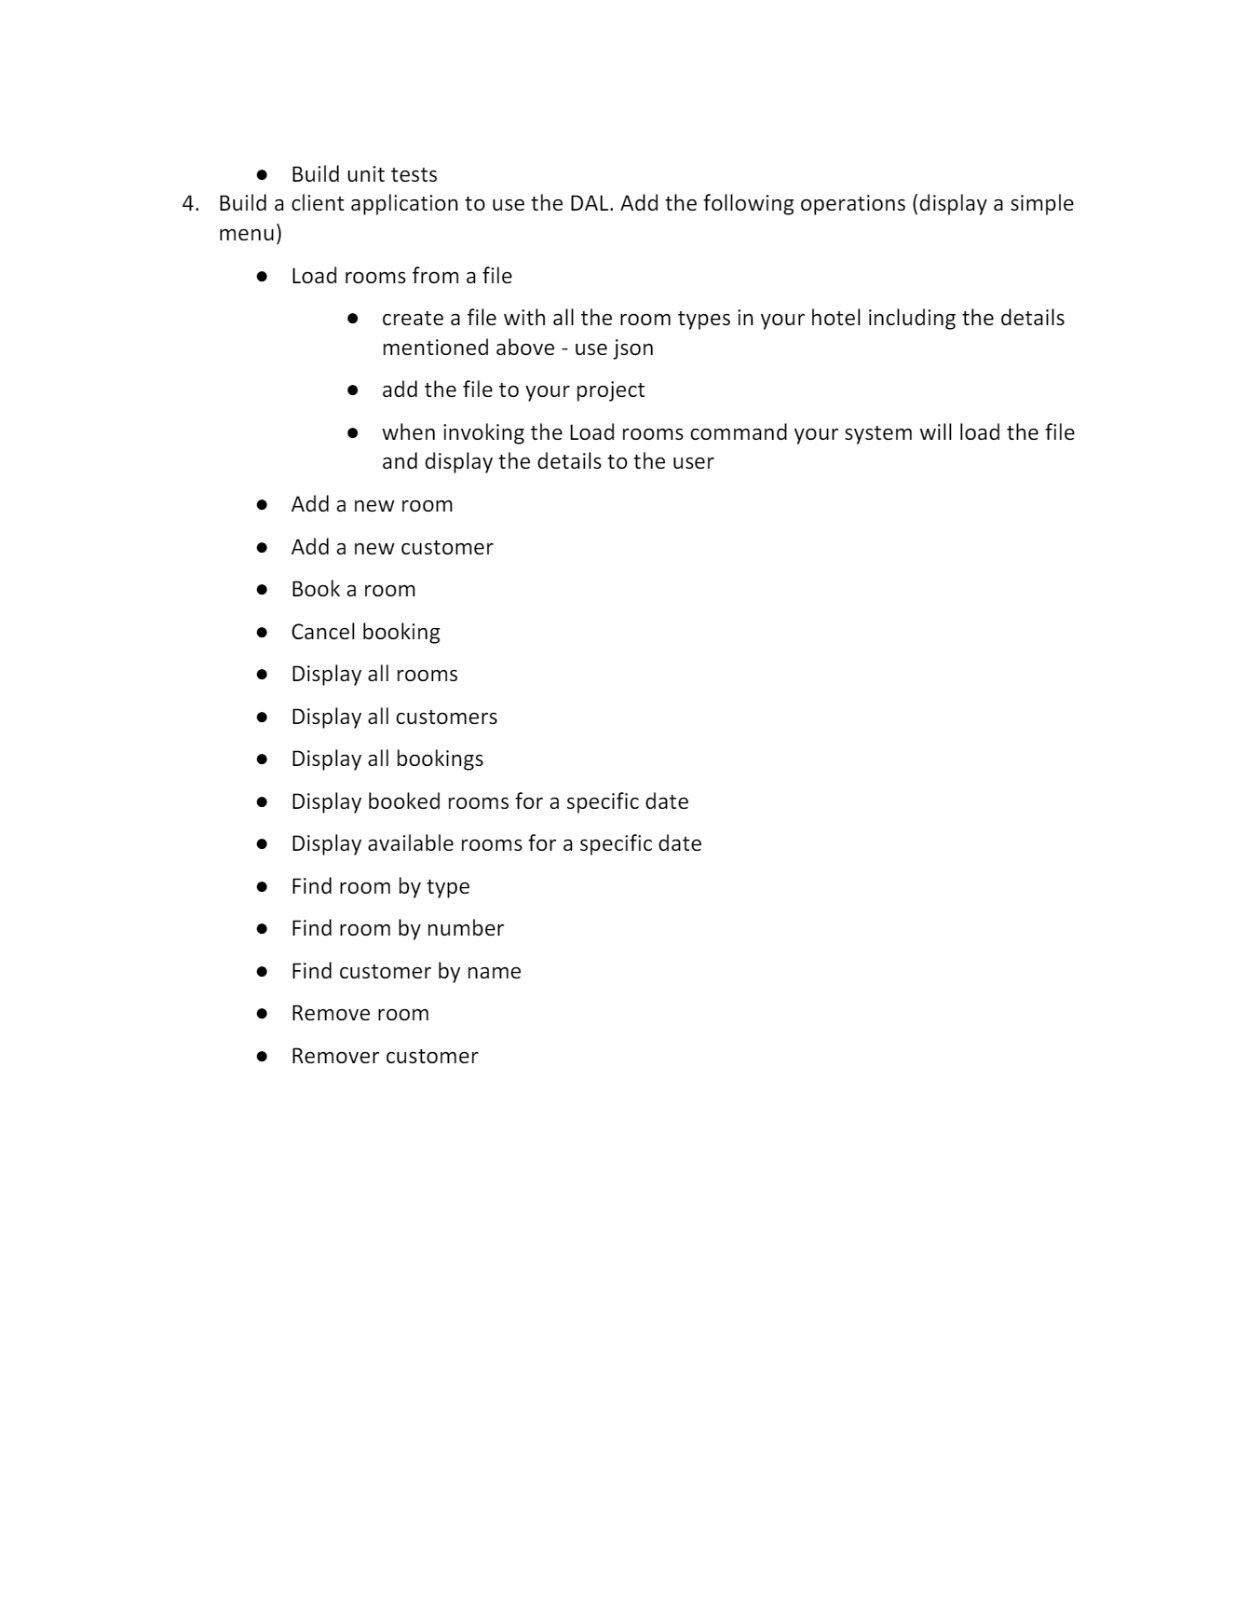 ● Build unit tests
4. Build a client application to use the DAL. Add the following operations (display a simple
menu)
● Load rooms from a file
● create a file with all the room types in your hotel including the details
mentioned above - use json
● add the file to your project
● when invoking the Load rooms command your system will load the file
and display the details to the user
● Add a new room
● Add a new customer
● Book a room
● Cancel booking
● Display all rooms
● Display all customers
● Display all bookings
● Display booked rooms for a specific date
● Display available rooms for a specific date
● Find room by type
● Find room by number
● Find customer by name
● Remove room
● Remover customer